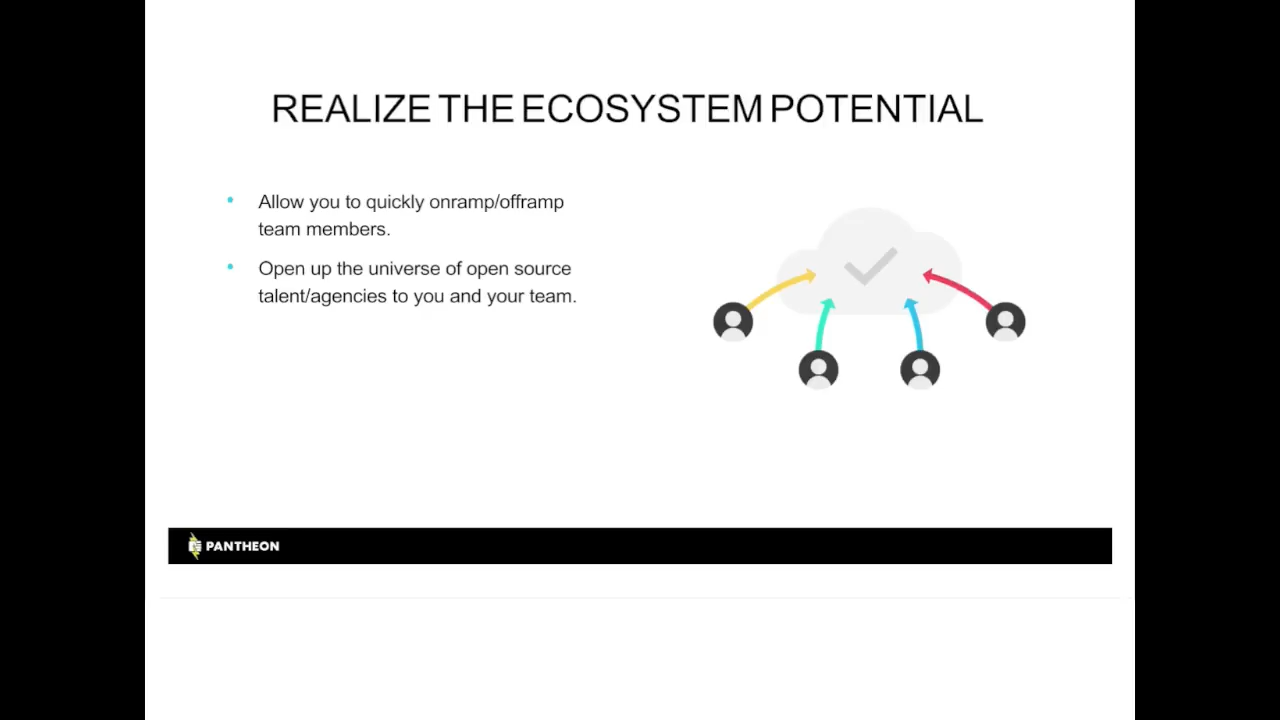 REALIZE THE ECOSYSTEM POTENTIAL
• Allow you to quickly onramp/offramp
team members.
• Open up the universe of open source
talent/agencies to you and your team.
PANTHEON